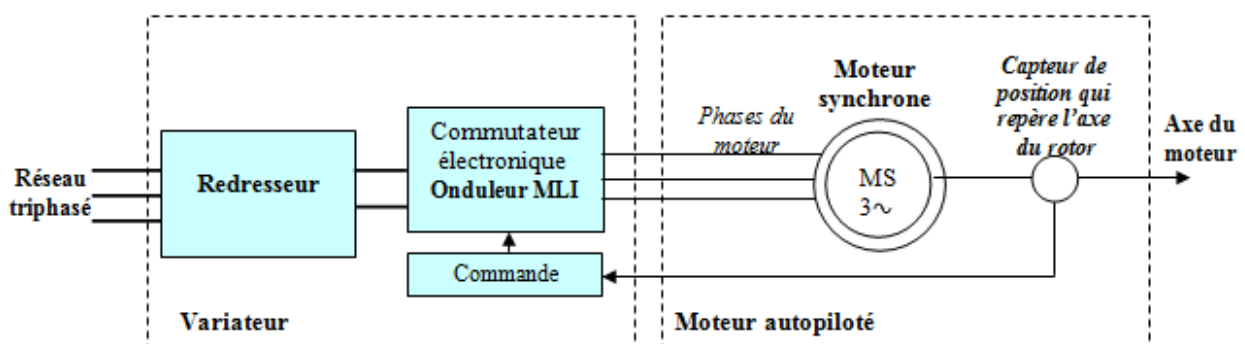 Réseau
triphasé
Redresseur
Commutateur
électronique
Onduleur MLI
Commande
Variateur
Phases du
moteur
Moteur
synchrone
MS
3∼
Capteur de
position qui
repère l'axe
du rotor
Axe du
moteur
Moteur autopiloté